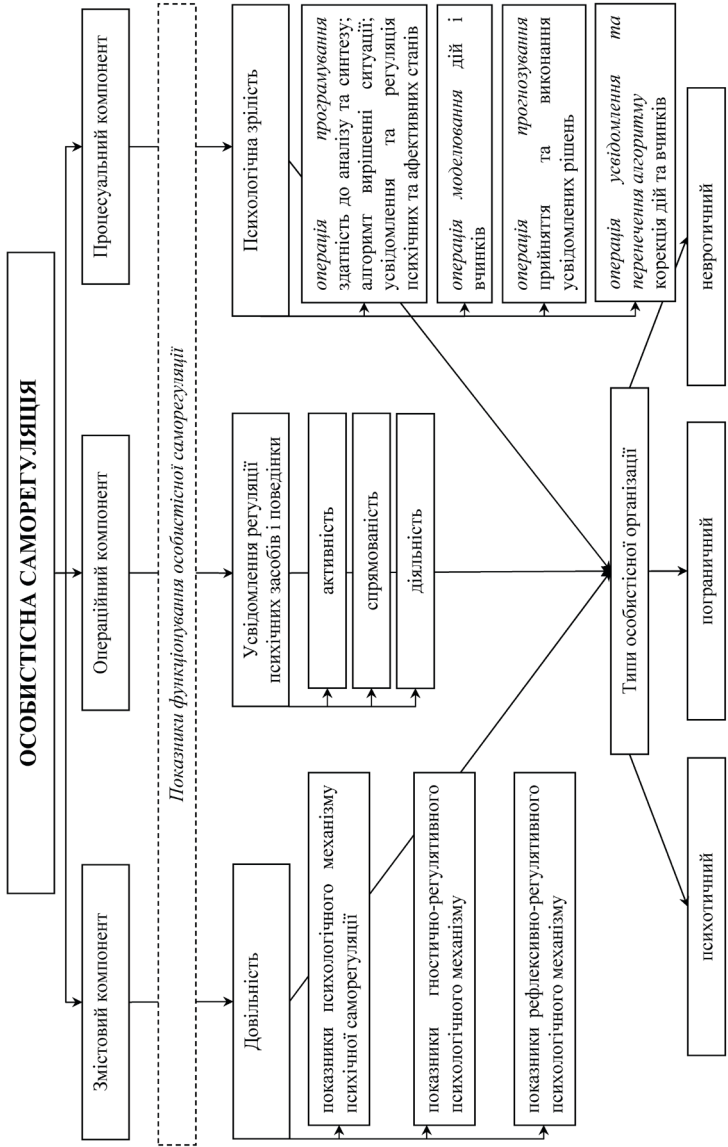 ОСОБИСТІСНА САМОРЕГУЛЯЦІЯ
Змістовий компонент
Операційний компонент
Процесуальний компонент
Показники функціонування особистісної саморегуляції
Довільність
показники психологічного механізму
психічної саморегуляції
показники гностично-регулятивного
психологічного механізму
показники рефлексивно-регулятивного
психологічного механізму
Усвідомлення регуляції
психічних засобів і поведінки
активність
спрямованість
діяльність
Психологічна зрілість
операція програмування
здатність до аналізу та синтезу;
алгоримт вирішенні ситуації;
усвідомлення та регуляція
психічних та афективних станів
операція моделювання дій і
вчинків
операція прогнозування
прийняття та виконання
усвідомлених рішень
операція усвідомлення та
перенечення алгоритму
корекція дій та вчинків
Типи особистісної організації
психотичний
пограничний
невротичний